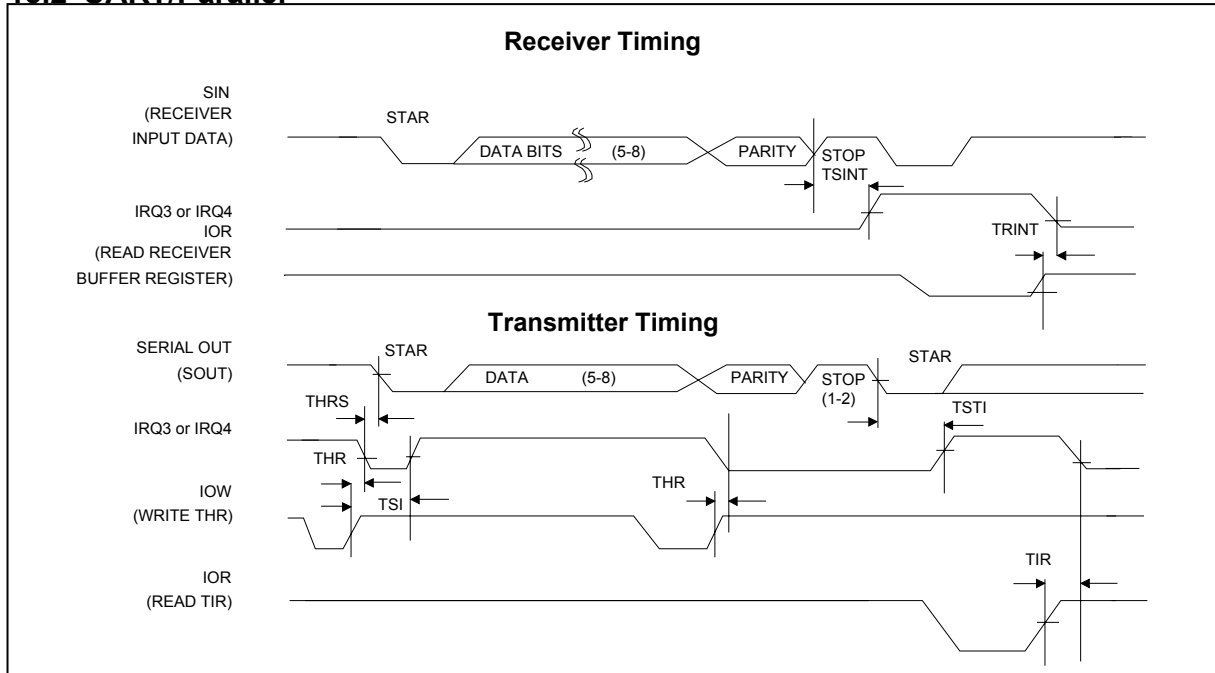 Receiver Timing
SIN
(RECEIVER
INPUT DATA)
STAR
DATA BITS (5-8)
PARITY
STOP
TSINT
IRQ3 or IRQ4
IOR
(READ RECEIVER
BUFFER REGISTER)
TRINT
Transmitter Timing
SERIAL OUT
(SOUT)
STAR
DATA (5-8)
PARITY
STOP
(1-2)
STAR
THRS
TSTI
IRQ3 or IRQ4
THR
THR
IOW
(WRITE THR)
TSI
IOR
(READ TIR)
TIR